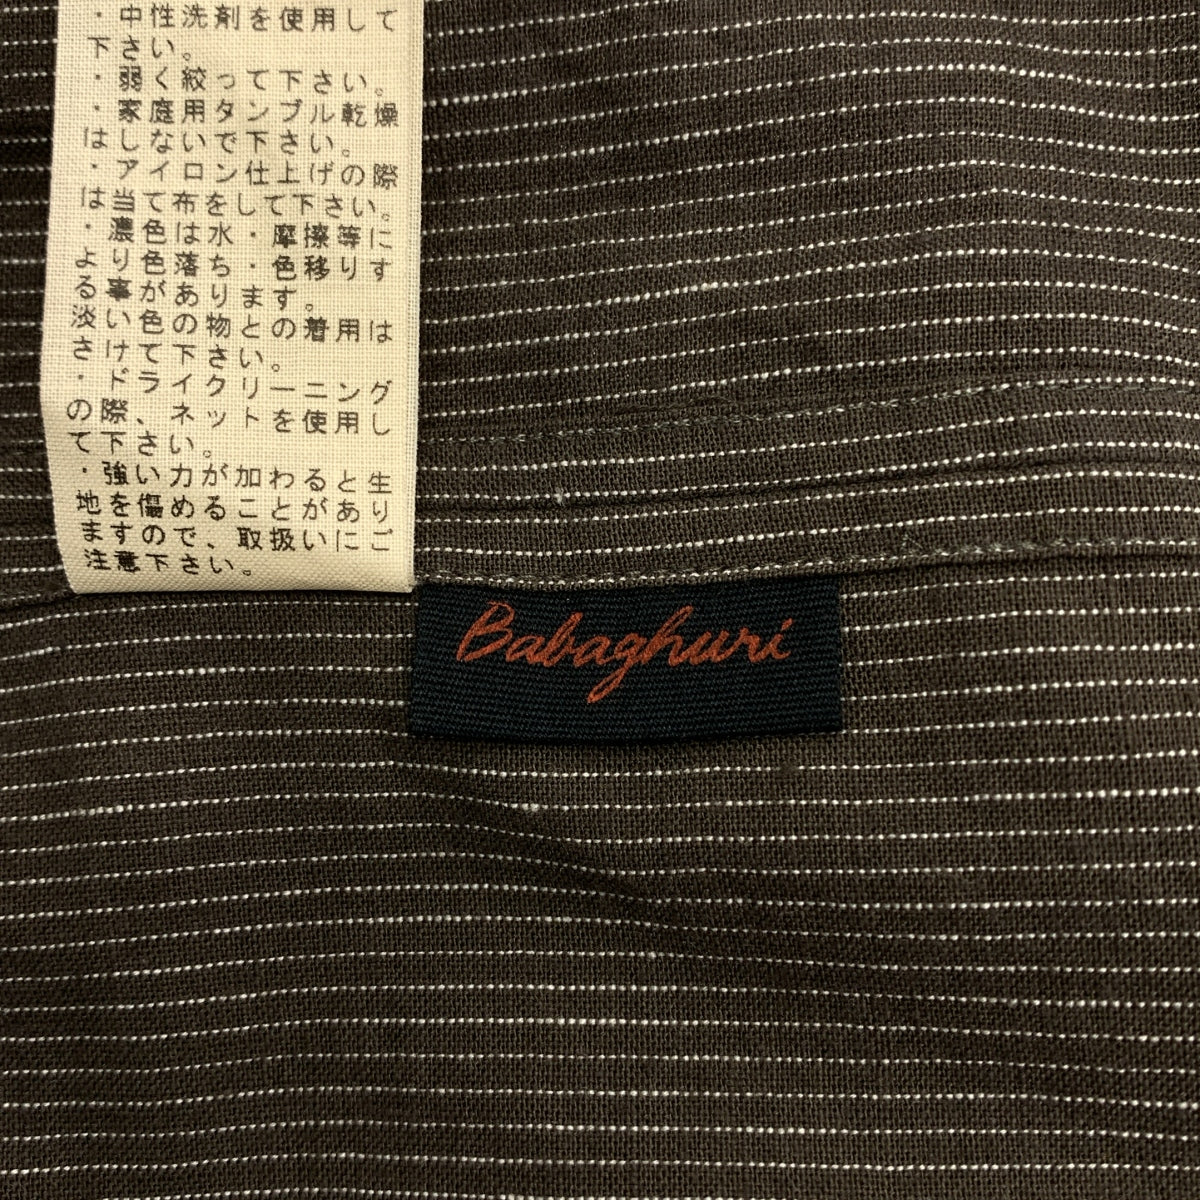 ・中性洗剤を使用して
下さい。
・弱く絞って下さい。
・家庭用タンブル乾燥
はしないで下さい。
・アイロン仕上げの際
は当て布をして下さい。
・濃色は水・摩擦等に
より色落ち・色移りす
る事があります。
淡い色の物との着用は
さけて下さい。
・ドライクリーニング
の際、ネットを使用し
て下さい。
・強い力が加わると生
地を傷めることがあり
ますので、取扱いにご
注意下さい。
Babaghuri